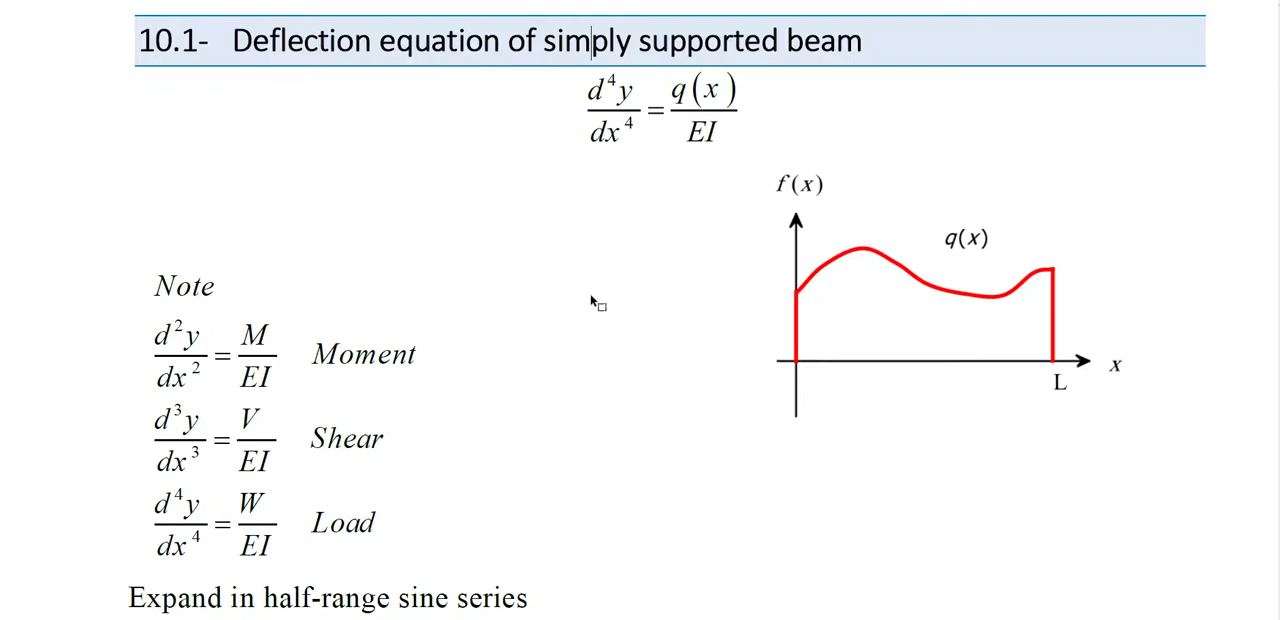 10.1- Deflection equation of simply supported beam
d⁴y/dx⁴ = q(x)/EI
f(x)
q(x)
x
L
Note
d²y/dx² = M/EI Moment
d³y/dx³ = V/EI Shear
d⁴y/dx⁴ = W/EI Load
Expand in half-range sine series